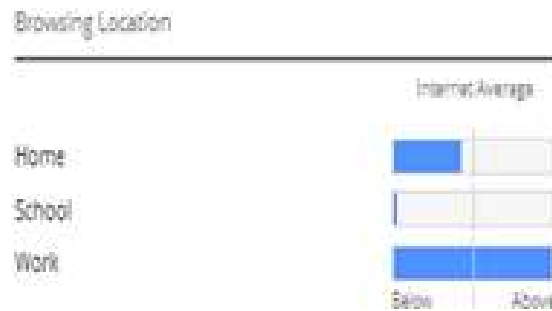 Browsing Location
Internet Average
Home
School
Work
Below Above